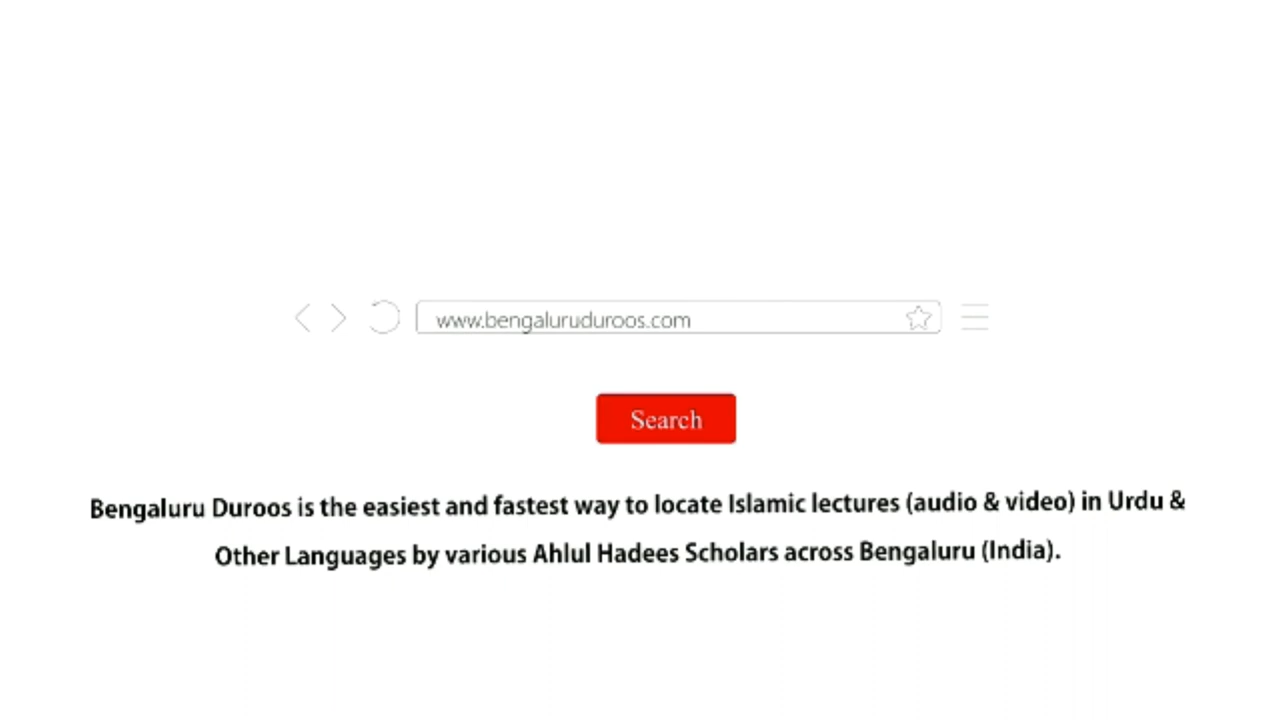 www.bengaluruduroos.com
Search
Bengaluru Duroos is the easiest and fastest way to locate Islamic lectures (audio & video) in Urdu &
Other Languages by various Ahlul Hadees Scholars across Bengaluru (India).